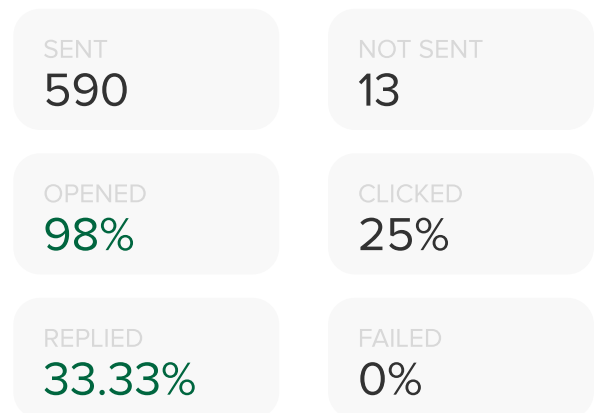 SENT
590
NOT SENT
13
OPENED
98%
CLICKED
25%
REPLIED
33.33%
FAILED
0%